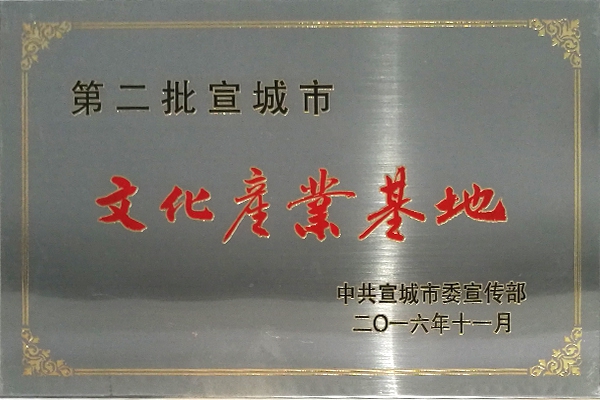 第二批宣城市
文化產業基地
中共宣城市委宣传部
二〇一六年十一月